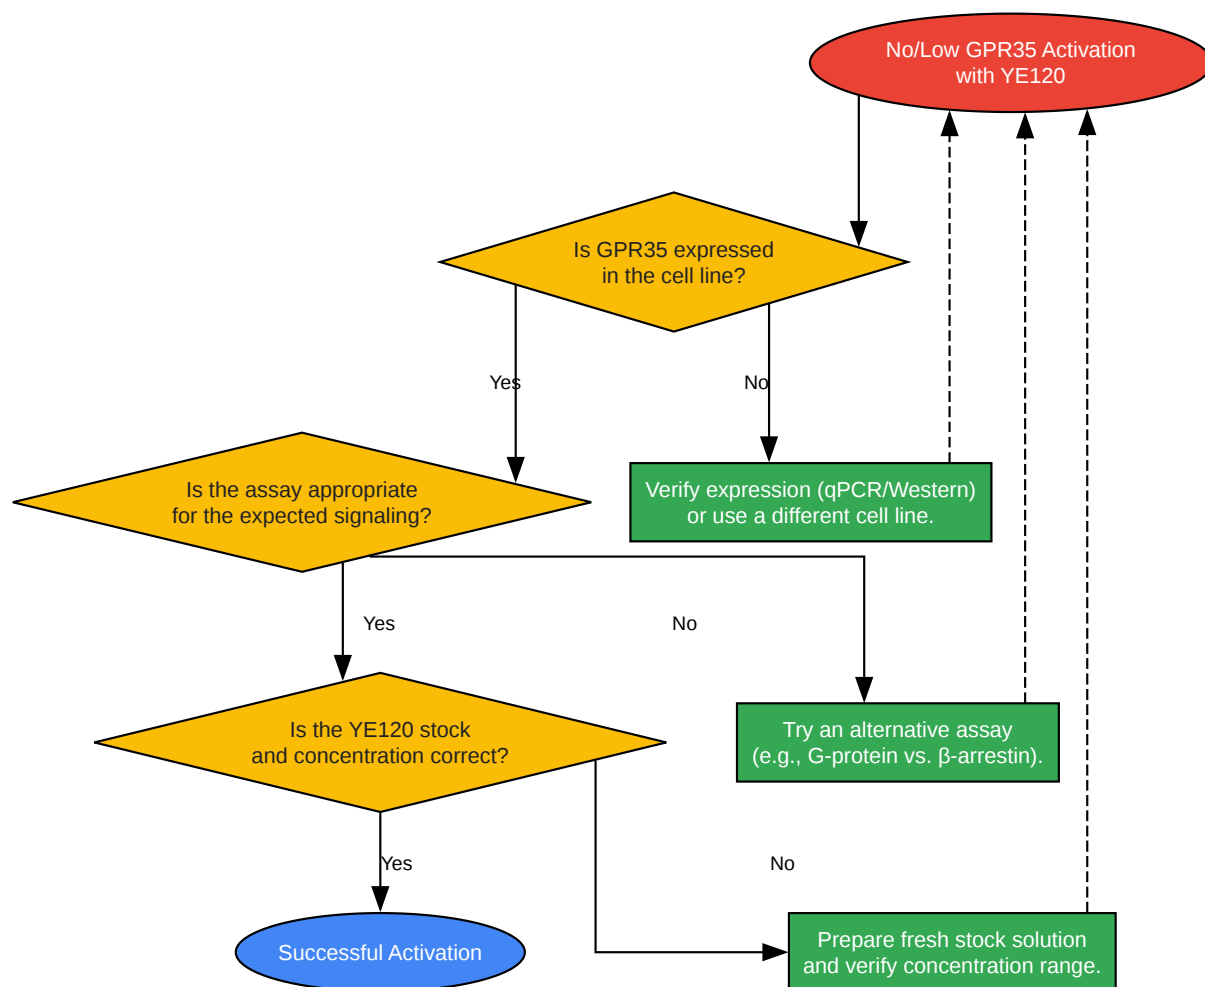 No/Low GPR35 Activation
with YE120
Is GPR35 expressed
in the cell line?
Yes
No
Is the assay appropriate
for the expected signaling?
Verify expression (qPCR/Western)
or use a different cell line.
Yes
No
Is the YE120 stock
and concentration correct?
Try an alternative assay
(e.g., G-protein vs. β-arrestin).
Yes
No
Successful Activation
Prepare fresh stock solution
and verify concentration range.